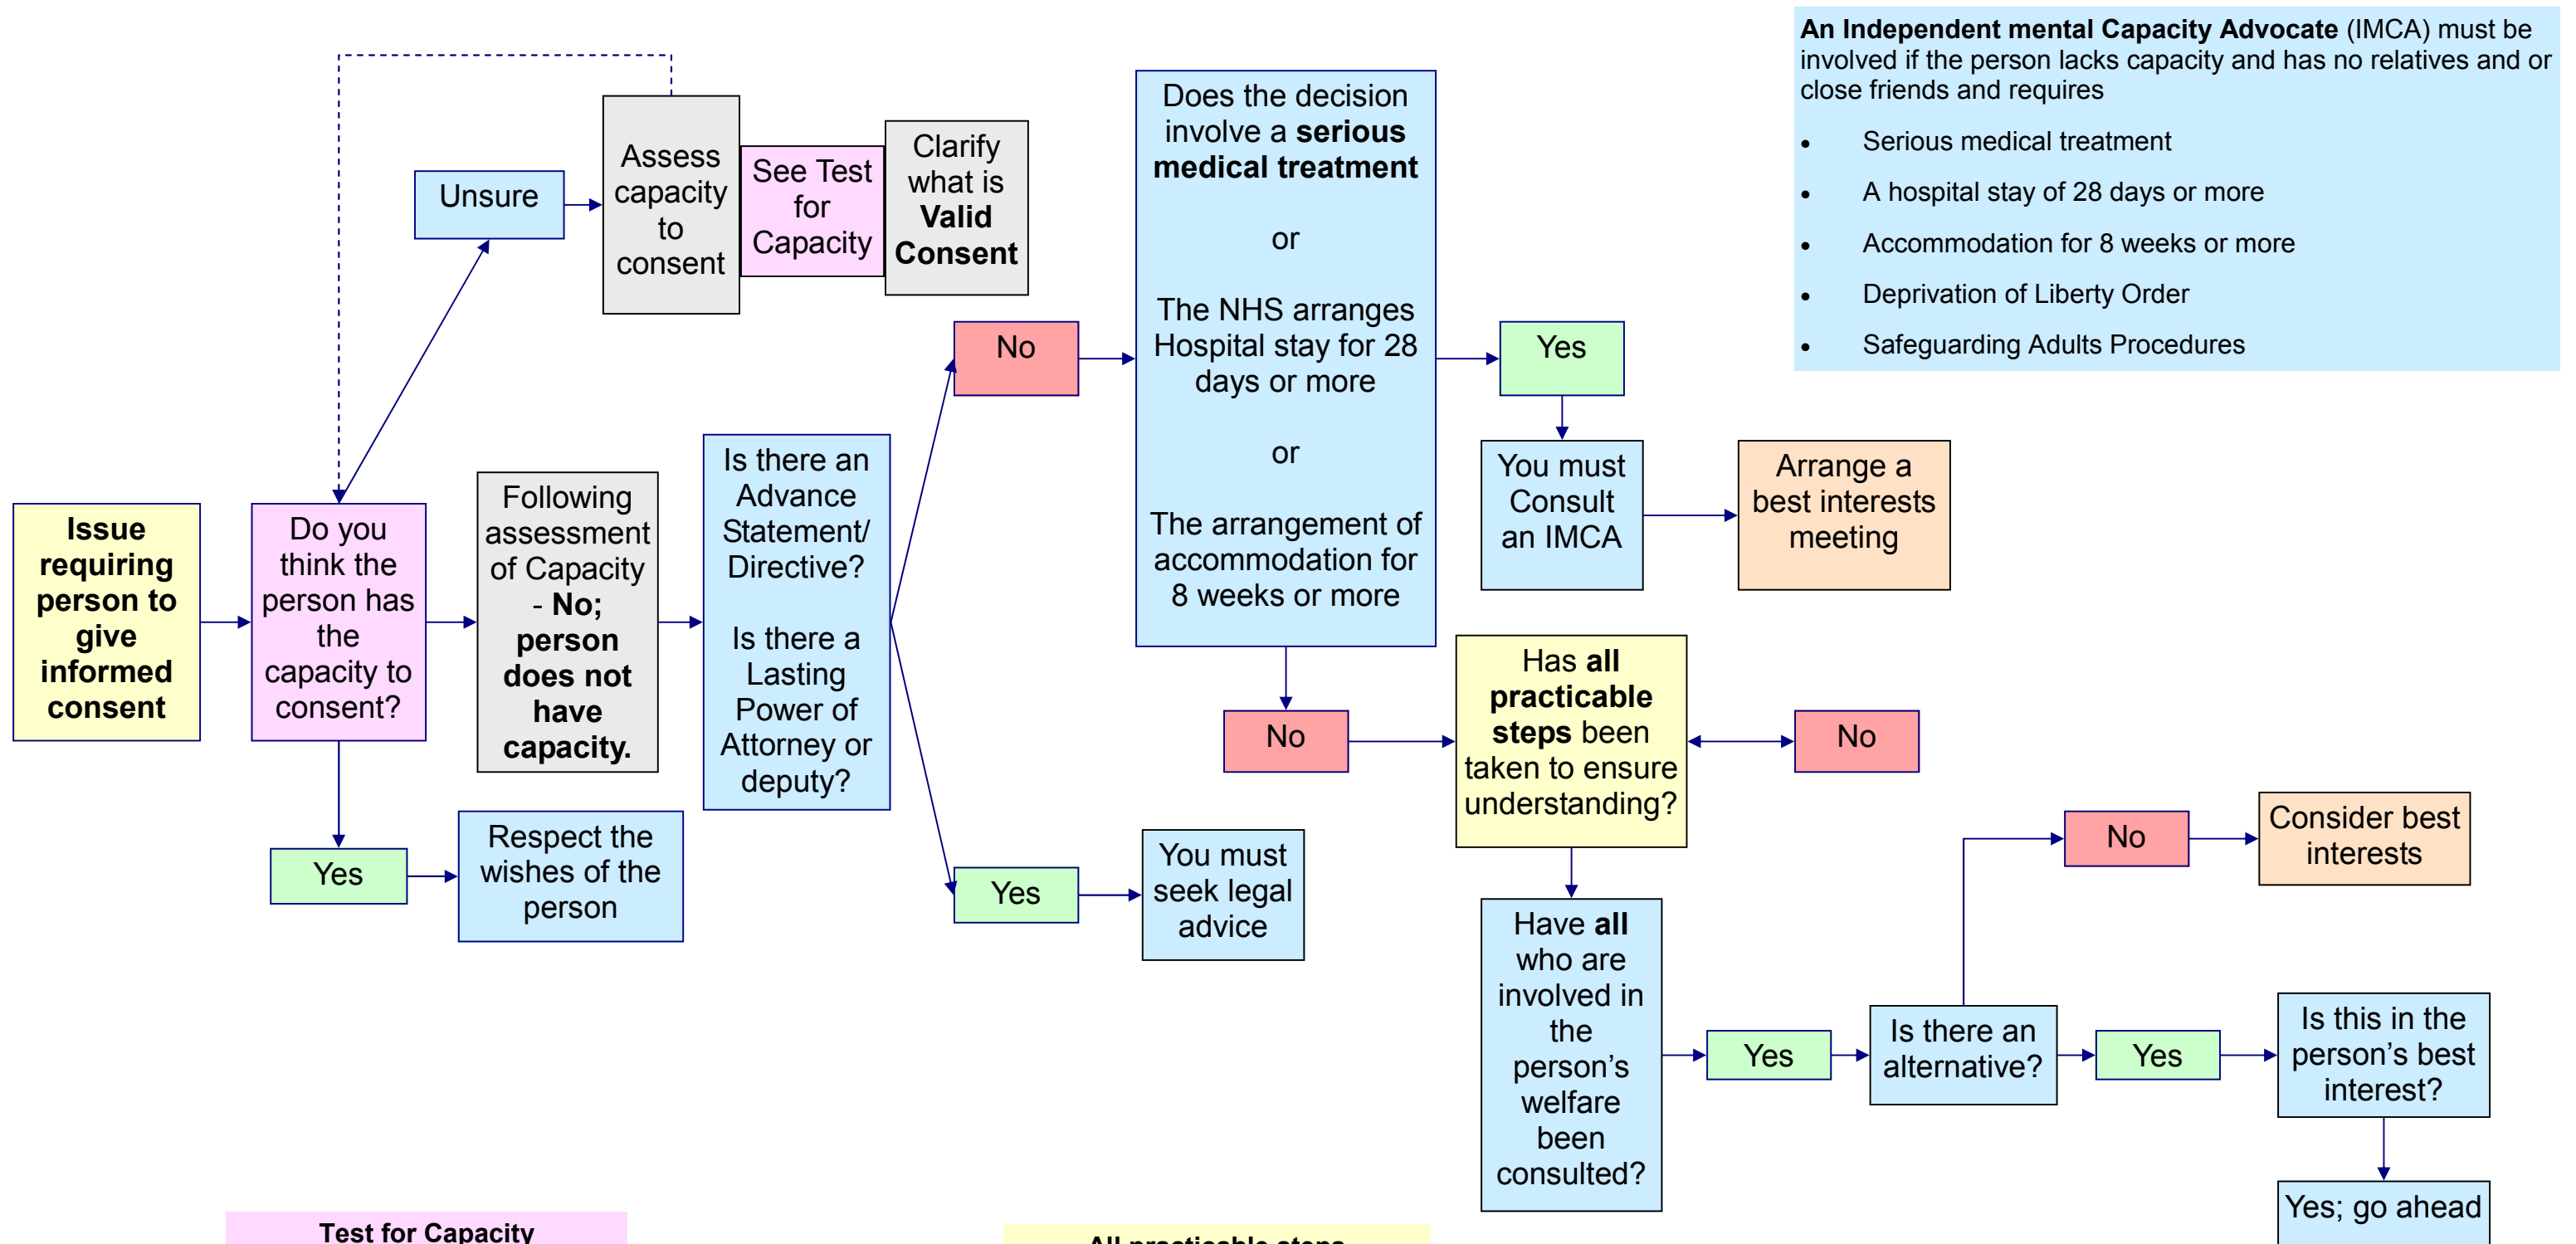 An Independent mental Capacity Advocate (IMCA) must be
involved if the person lacks capacity and has no relatives and or
close friends and requires
• Serious medical treatment
• A hospital stay of 28 days or more
• Accommodation for 8 weeks or more
• Deprivation of Liberty Order
• Safeguarding Adults Procedures
Unsure
Assess
capacity
to
consent
See Test
for
Capacity
Clarify
what is
Valid
Consent
Issue
requiring
person to
give
informed
consent
Do you
think the
person has
the
capacity to
consent?
Yes
Respect the
wishes of the
person
Following
assessment
of Capacity
- No;
person
does not
have
capacity.
Is there an
Advance
Statement/
Directive?
Is there a
Lasting
Power of
Attorney or
deputy?
No
Does the decision
involve a serious
medical treatment
or
The NHS arranges
Hospital stay for 28
days or more
or
The arrangement of
accommodation for
8 weeks or more
Yes
You must
Consult
an IMCA
Arrange a
best interests
meeting
Yes
You must
seek legal
advice
No
Has all
practicable
steps been
taken to ensure
understanding?
No
Have all
who are
involved in
the
person’s
welfare
been
consulted?
Yes
Is there an
alternative?
No
Consider best
interests
Yes
Is this in the
person’s best
interest?
Yes; go ahead
Test for Capacity
All practicable steps